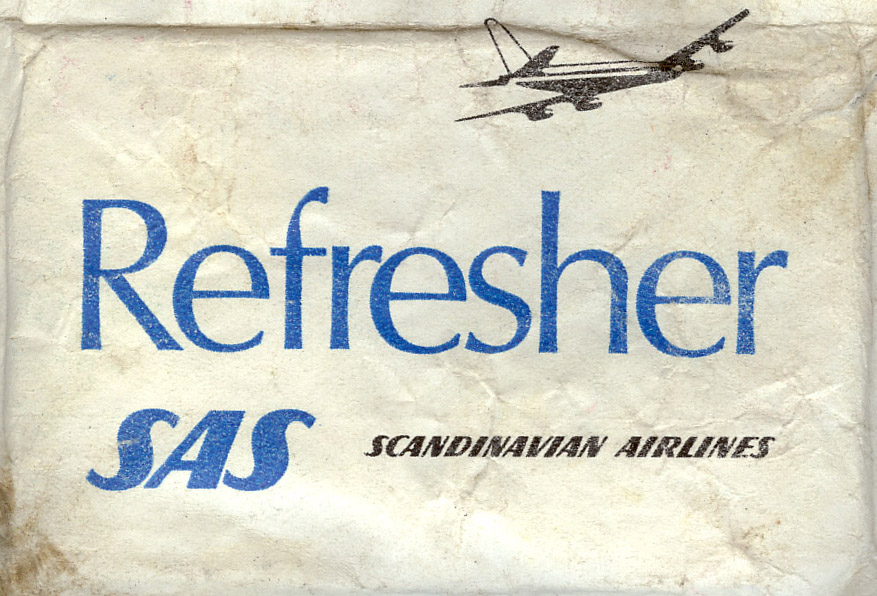 Refresher
SAS SCANDINAVIAN AIRLINES